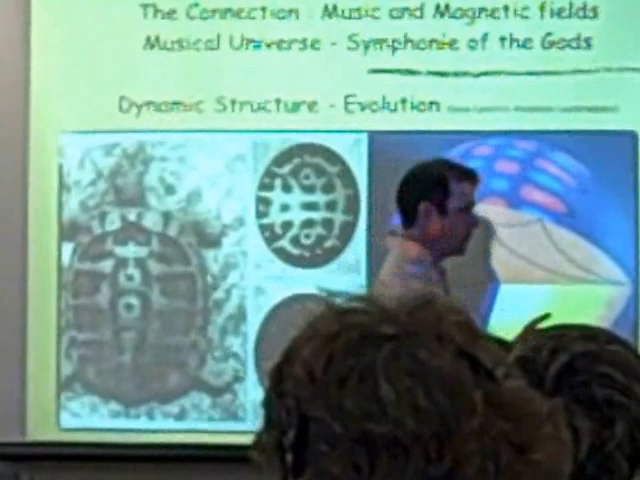 The Connection : Music and Magnetic fields
Musical Universe - Symphonie of the Gods
Dynamic Structure - Evolution